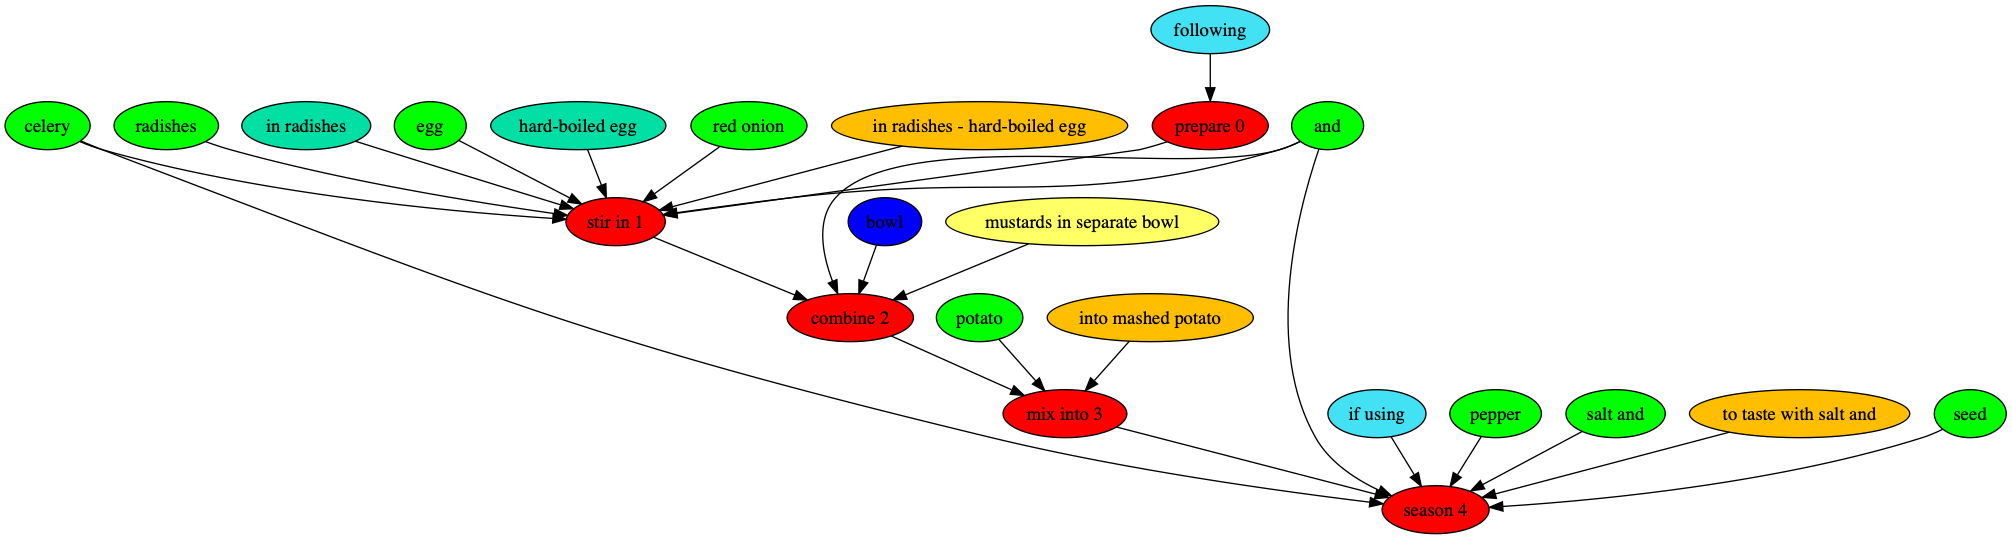 following
celery
radishes
in radishes
egg
hard-boiled egg
red onion
in radishes - hard-boiled egg
prepare 0
and
stir in 1
bowl
mustards in separate bowl
combine 2
potato
into mashed potato
mix into 3
if using
pepper
salt and
to taste with salt and
seed
season 4